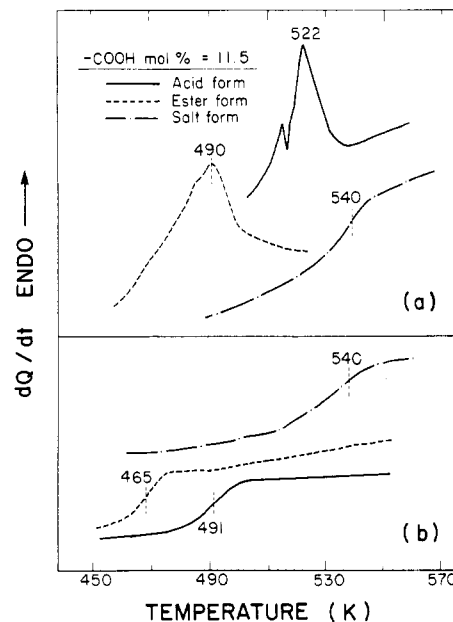 522
-COOH mol % = 11.5
Acid form
Ester form
Salt form
490
540
(a)
dQ/dt ENDO
540
465
491
(b)
450 490 530 570
TEMPERATURE (K)